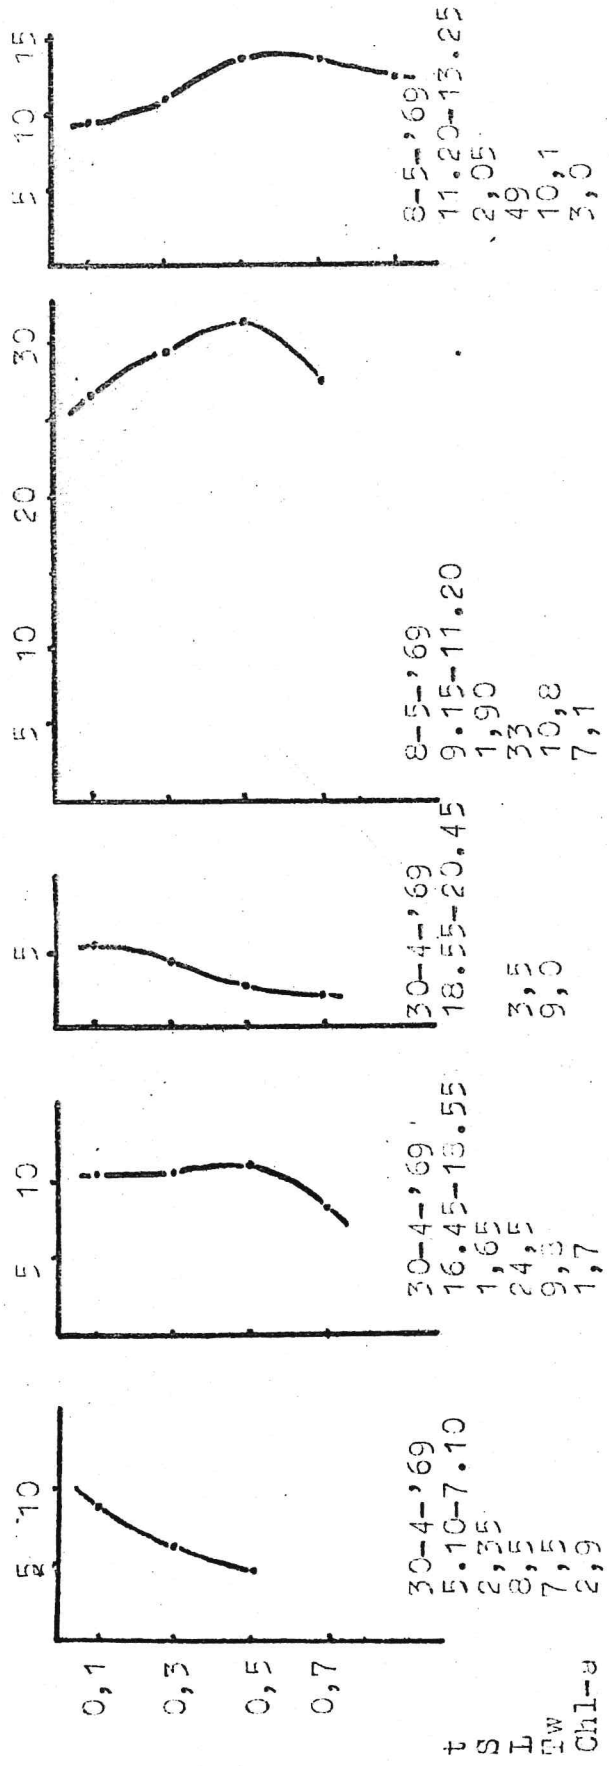 5 10 5 10 5 5 10 20 30 5 10 15
0,1
0,3
0,5
0,7
30-4-'69 30-4-'69 30-4-'69 8-5-'69 8-5-'69
t 5.10-7.10 16.45-18.55 18.55-20.45 9.15-11.20 11.20-13.25
S 2,35 1,65 1,90 2,05
L 8,5 24,5 3,5 33 49
Tw 7,5 9,8 9,0 10,8 10,1
Chl-a 2,9 1,7 7,1 3,0